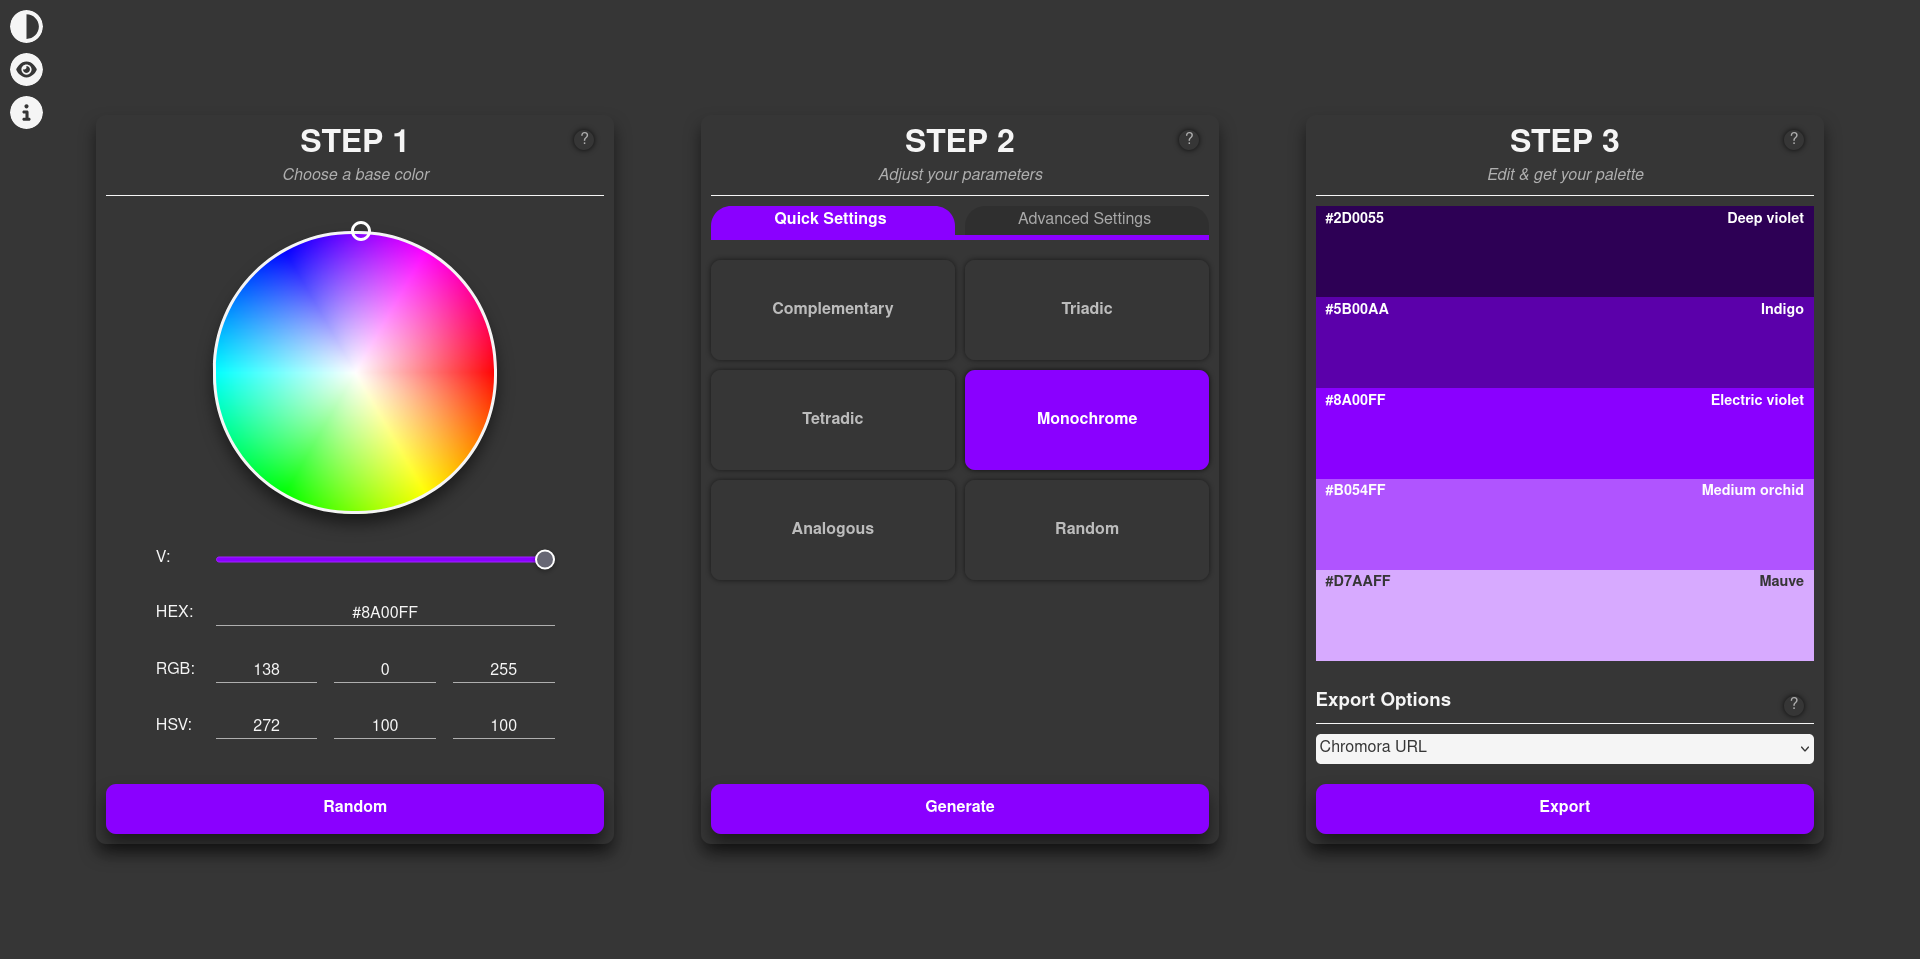 STEP 1
?
Choose a base color
V:
HEX: #8A00FF
RGB: 138 0 255
HSV: 272 100 100
Random
STEP 2
?
Adjust your parameters
Quick Settings Advanced Settings
Complementary Triadic
Tetradic Monochrome
Analogous Random
Generate
STEP 3
?
Edit & get your palette
#2D0055 Deep violet
#5B00AA Indigo
#8A00FF Electric violet
#B054FF Medium orchid
#D7AAFF Mauve
Export Options
?
Chromora URL
Export